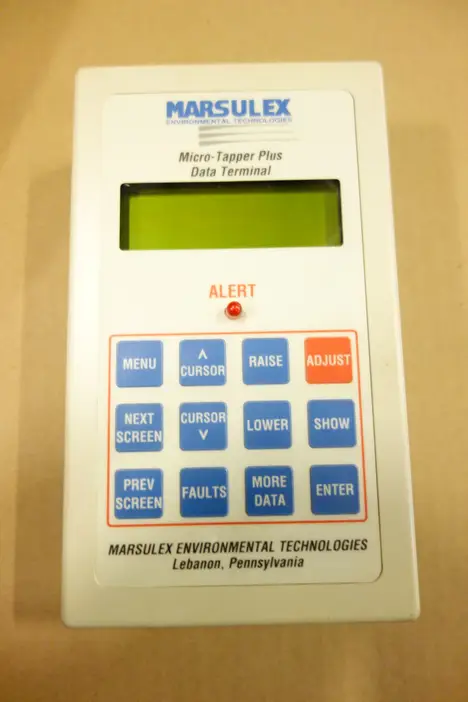 MARSULEX
ENVIRONMENTAL TECHNOLOGIES
Micro-Tapper Plus
Data Terminal
ALERT
MENU
^ CURSOR
RAISE
ADJUST
NEXT SCREEN
CURSOR v
LOWER
SHOW
PREV SCREEN
FAULTS
MORE DATA
ENTER
MARSULEX ENVIRONMENTAL TECHNOLOGIES
Lebanon, Pennsylvania